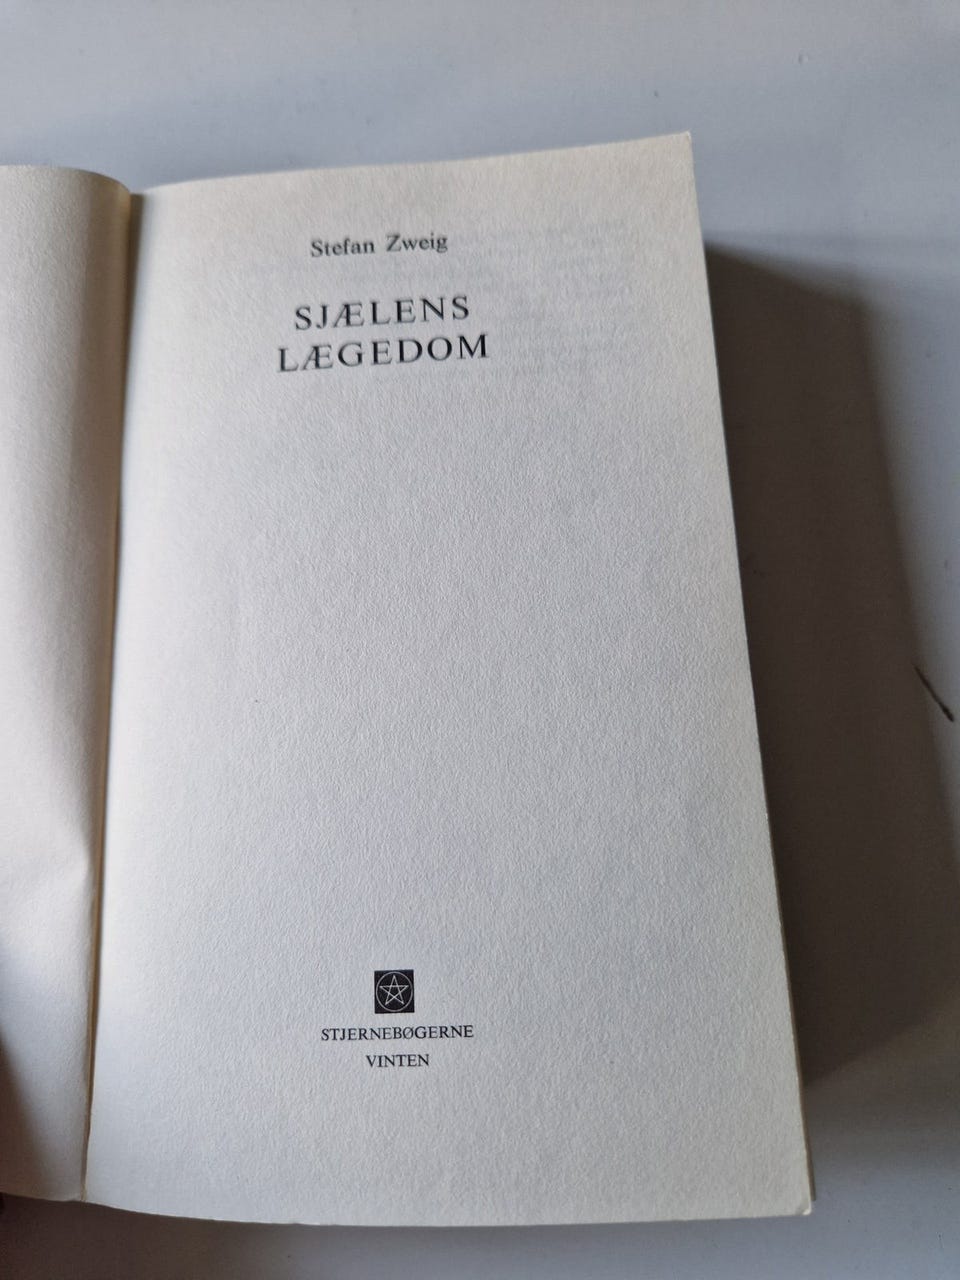 Stefan Zweig
SJÆLENS
LÆGEDOM
STJERNEBØGERNE
VINTEN